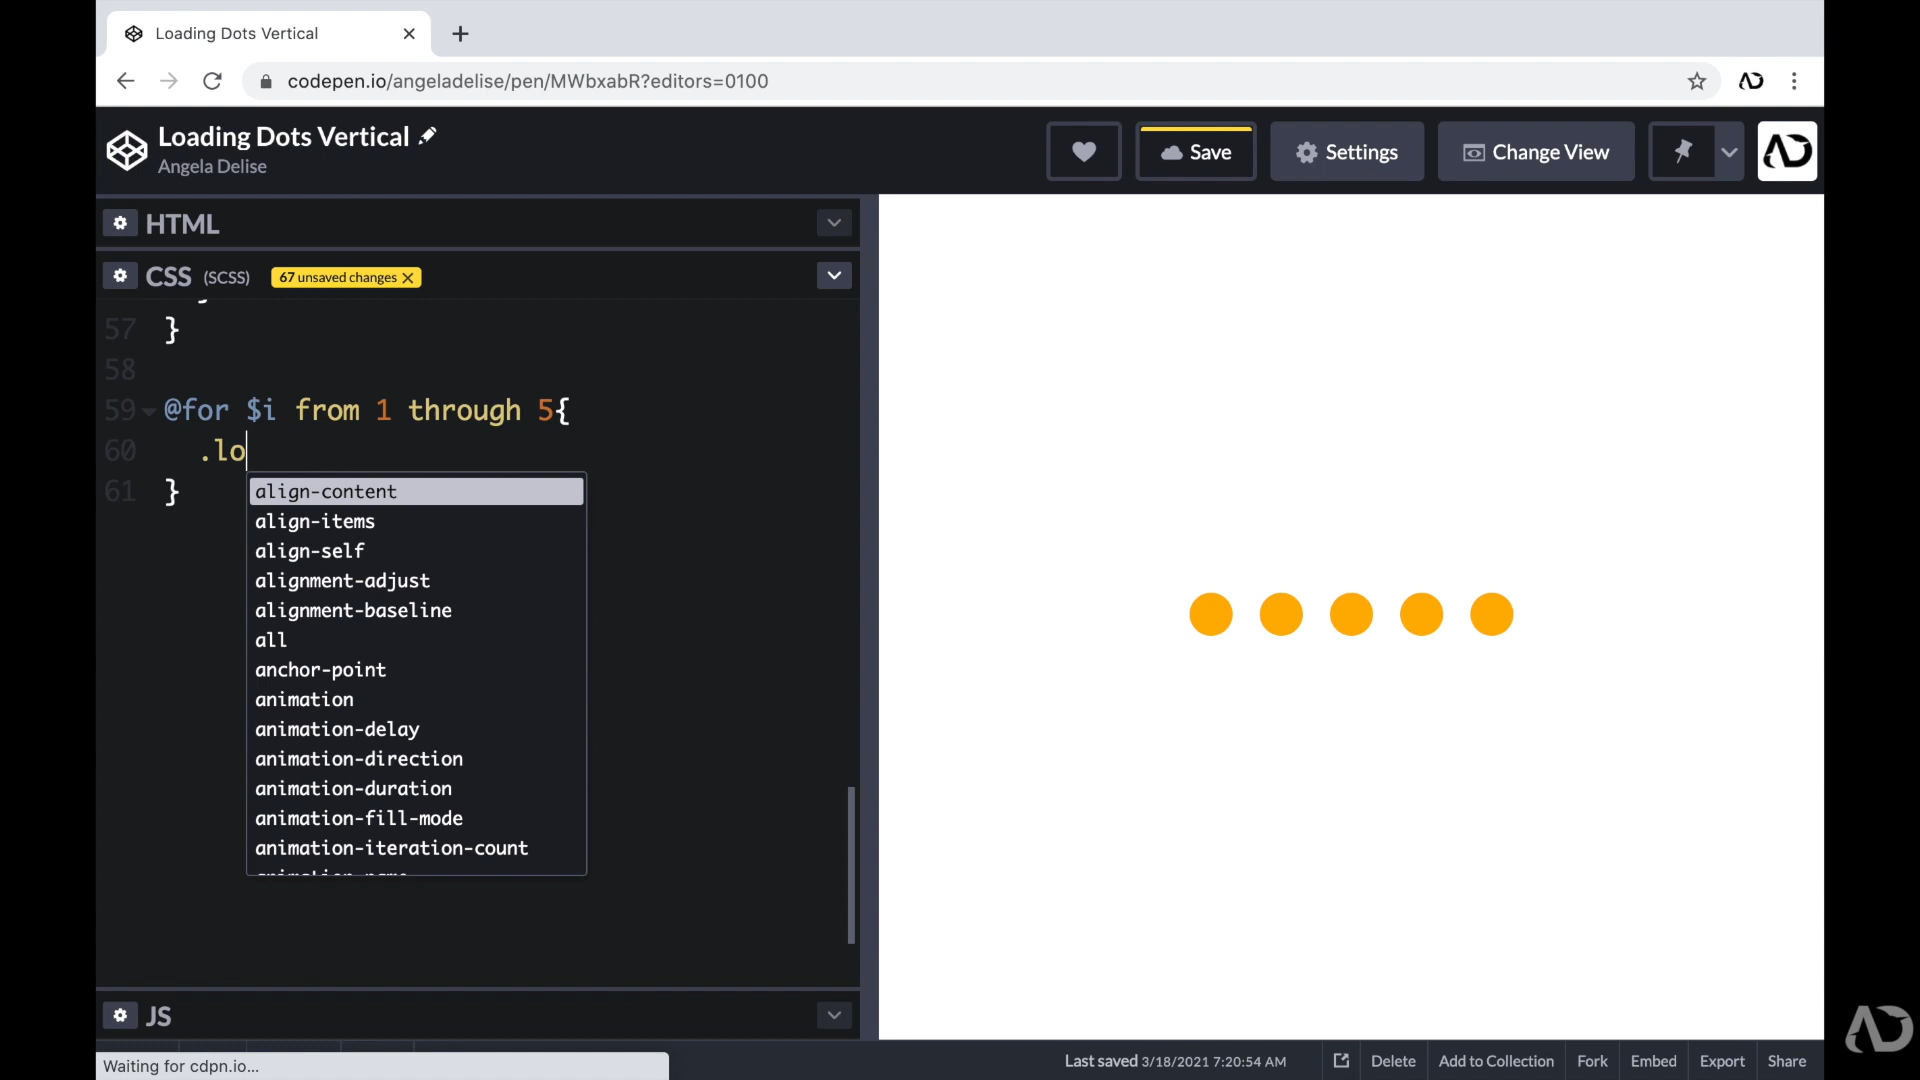 Loading Dots Vertical
codepen.io/angeladelise/pen/MWbxabR?editors=0100
Loading Dots Vertical
Angela Delise
Save
Settings
Change View
HTML
CSS (SCSS) 67 unsaved changes
57 }
58
59 @for $i from 1 through 5{
60 .lo
61 }
align-content
align-items
align-self
alignment-adjust
alignment-baseline
all
anchor-point
animation
animation-delay
animation-direction
animation-duration
animation-fill-mode
animation-iteration-count
JS
Waiting for cdpn.io...
Last saved 3/18/2021 7:20:54 AM
Delete
Add to Collection
Fork
Embed
Export
Share